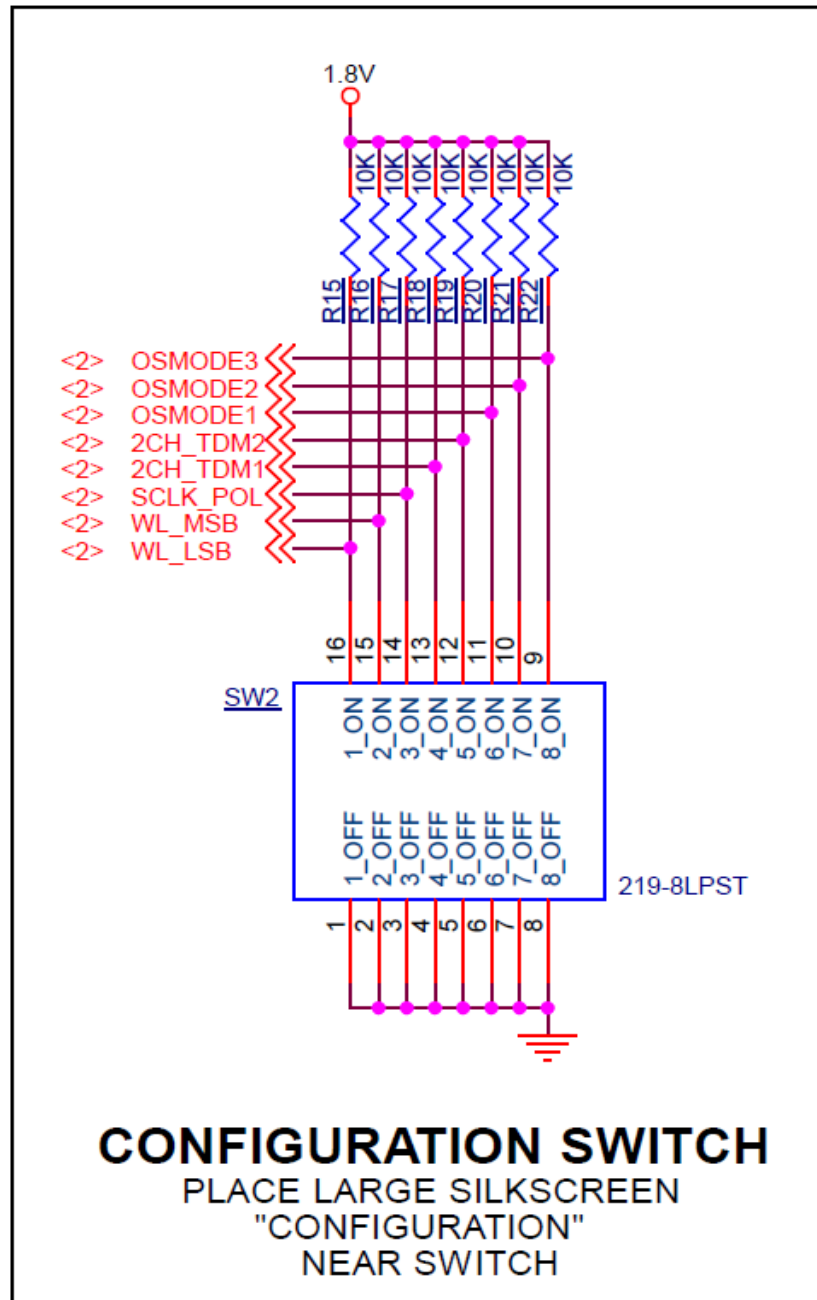 1.8V
10K 10K 10K 10K 10K 10K 10K 10K
R15 R16 R17 R18 R19 R20 R21 R22
<2> OSMODE3
<2> OSMODE2
<2> OSMODE1
<2> 2CH_TDM2
<2> 2CH_TDM1
<2> SCLK_POL
<2> WL_MSB
<2> WL_LSB
16 15 14 13 12 11 10 9
SW2
1_ON 2_ON 3_ON 4_ON 5_ON 6_ON 7_ON 8_ON
1_OFF 2_OFF 3_OFF 4_OFF 5_OFF 6_OFF 7_OFF 8_OFF
219-8LPST
1 2 3 4 5 6 7 8
CONFIGURATION SWITCH
PLACE LARGE SILKSCREEN
"CONFIGURATION"
NEAR SWITCH